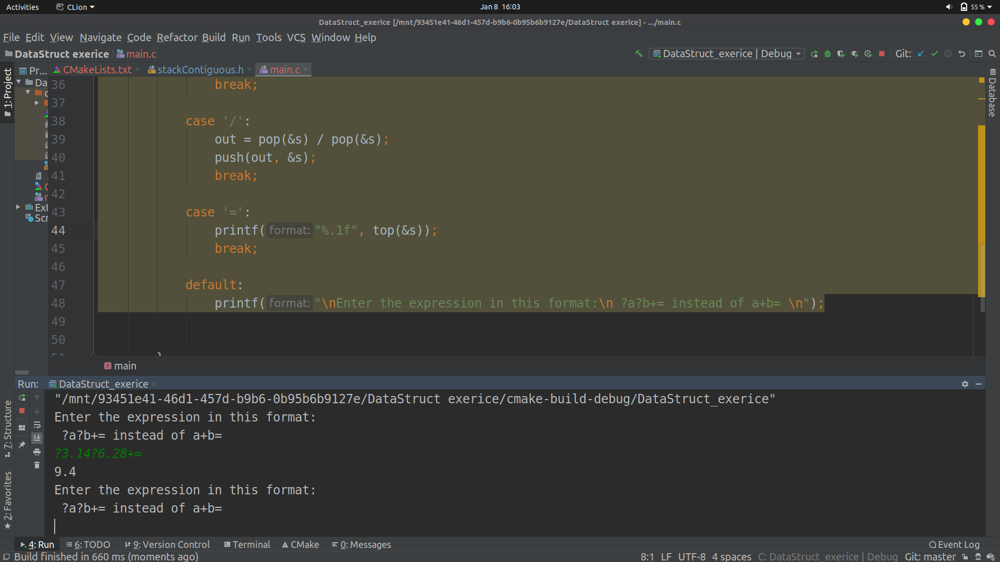 Activities CLion Jan 8 16:03 55 %
DataStruct_exerice [/mnt/93451e41-46d1-457d-b9b6-0b95b6b9127e/DataStruct exerice] - .../main.c
File Edit View Navigate Code Refactor Build Run Tools VCS Window Help
DataStruct exerice main.c DataStruct_exerice | Debug Git:
1: Project Pr... CMakeLists.txt stackContiguous.h main.c Database
Da
Ext
Scr
36 break;
37
38 case '/':
39 out = pop(&s) / pop(&s);
40 push(out, &s);
41 break;
42
43 case '=':
44 printf( format: "%.1f", top(&s));
45 break;
46
47 default:
48 printf( format: "\nEnter the expression in this format:\n ?a?b+= instead of a+b= \n");
49
50
51 }
main
Run: DataStruct_exerice
7: Structure
2: Favorites
"/mnt/93451e41-46d1-457d-b9b6-0b95b6b9127e/DataStruct exerice/cmake-build-debug/DataStruct_exerice"
Enter the expression in this format:
?a?b+= instead of a+b=
?3.14?6.28+=
9.4
Enter the expression in this format:
?a?b+= instead of a+b=
4: Run 6: TODO 9: Version Control Terminal CMake 0: Messages Event Log
Build finished in 660 ms (moments ago) 8:1 LF UTF-8 4 spaces C: DataStruct_exerice | Debug Git: master